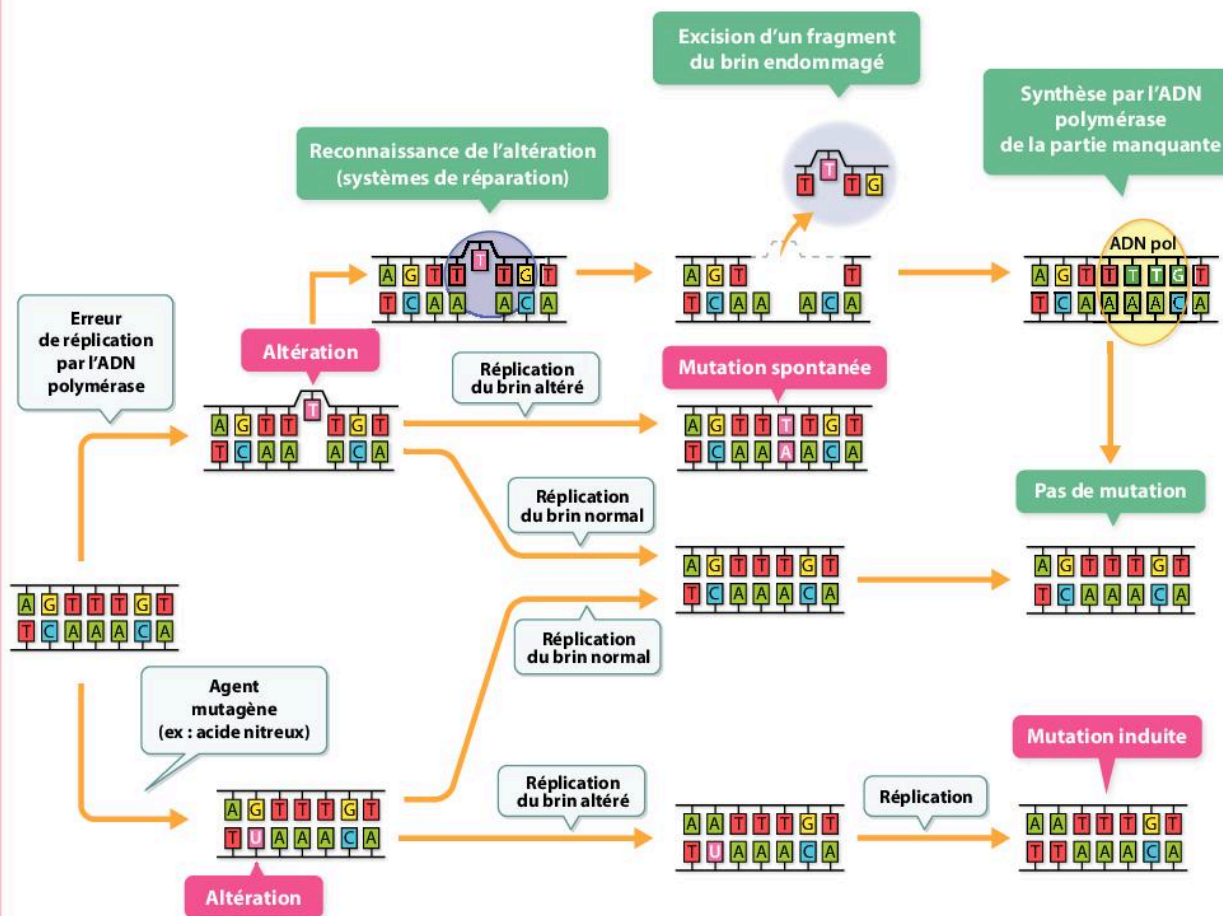 Excision d'un fragment
du brin endommagé
Synthèse par l'ADN
polymérase
de la partie manquante
Reconnaissance de l'altération
(systèmes de réparation)
T T T G
A G T T T T G T
T C A A A C A
A G T T
T C A A A C A
ADN pol
A G T T T T G T
T C A A A A C A
Erreur
de réplication
par l'ADN
polymérase
Altération
A G T T T T G T
T C A A A C A
Réplication
du brin altéré
Mutation spontanée
A G T T T T G T
T C A A A A C A
Réplication
du brin normal
A G T T T G T
T C A A A C A
Pas de mutation
A G T T T G T
T C A A A C A
A G T T T G T
T C A A A C A
Réplication
du brin normal
Agent
mutagène
(ex : acide nitreux)
A G T T T G T
T U A A A C A
Altération
Réplication
du brin altéré
A A T T T G T
T U A A A C A
Réplication
Mutation induite
A A T T T G T
T T A A A C A